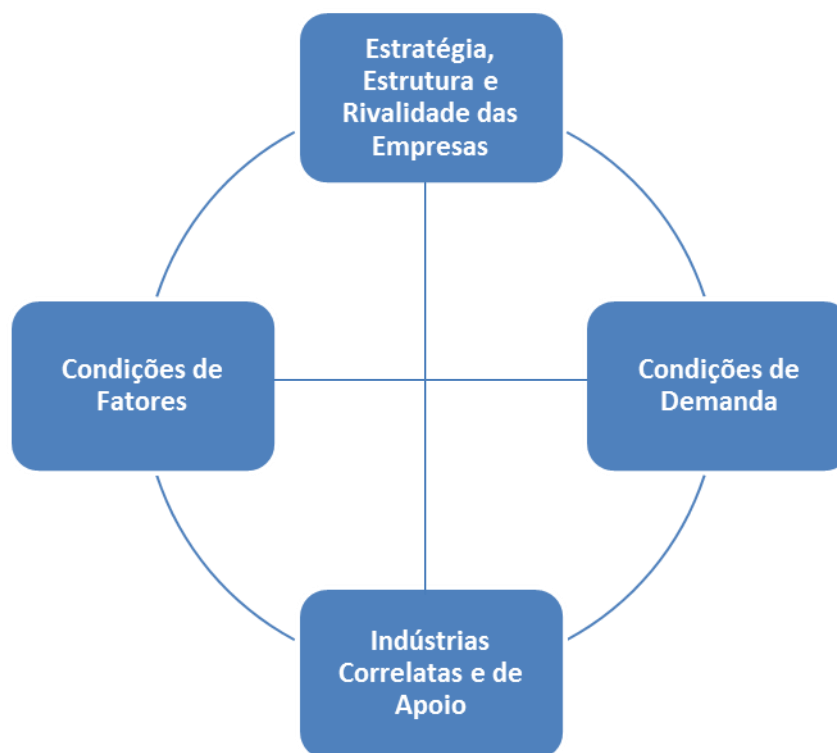 Estratégia,
Estrutura e
Rivalidade das
Empresas
Condições de
Fatores
Condições de
Demanda
Indústrias
Correlatas e de
Apoio